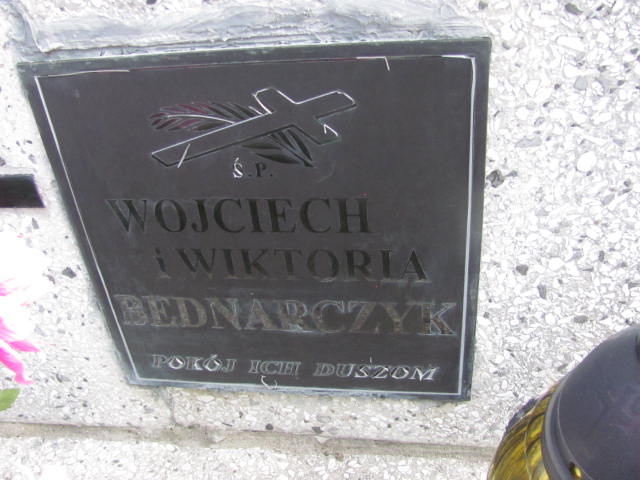 Ś.P.
WOJCIECH
i WIKTORIA
BEDNARCZYK
POKÓJ ICH DUSZOM